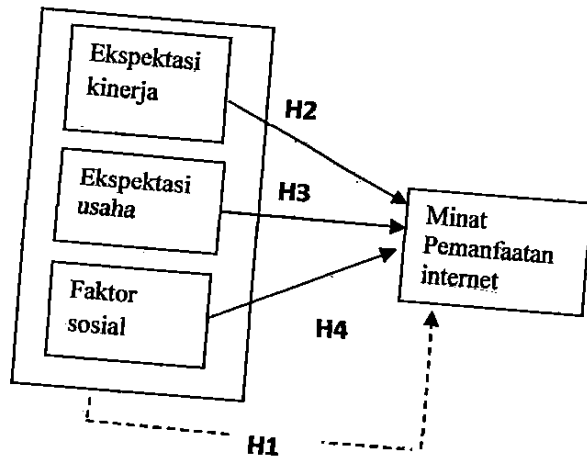 Ekspektasi
kinerja
H2
Ekspektasi
usaha
H3
Minat
Pemanfaatan
internet
Faktor
sosial
H4
H1